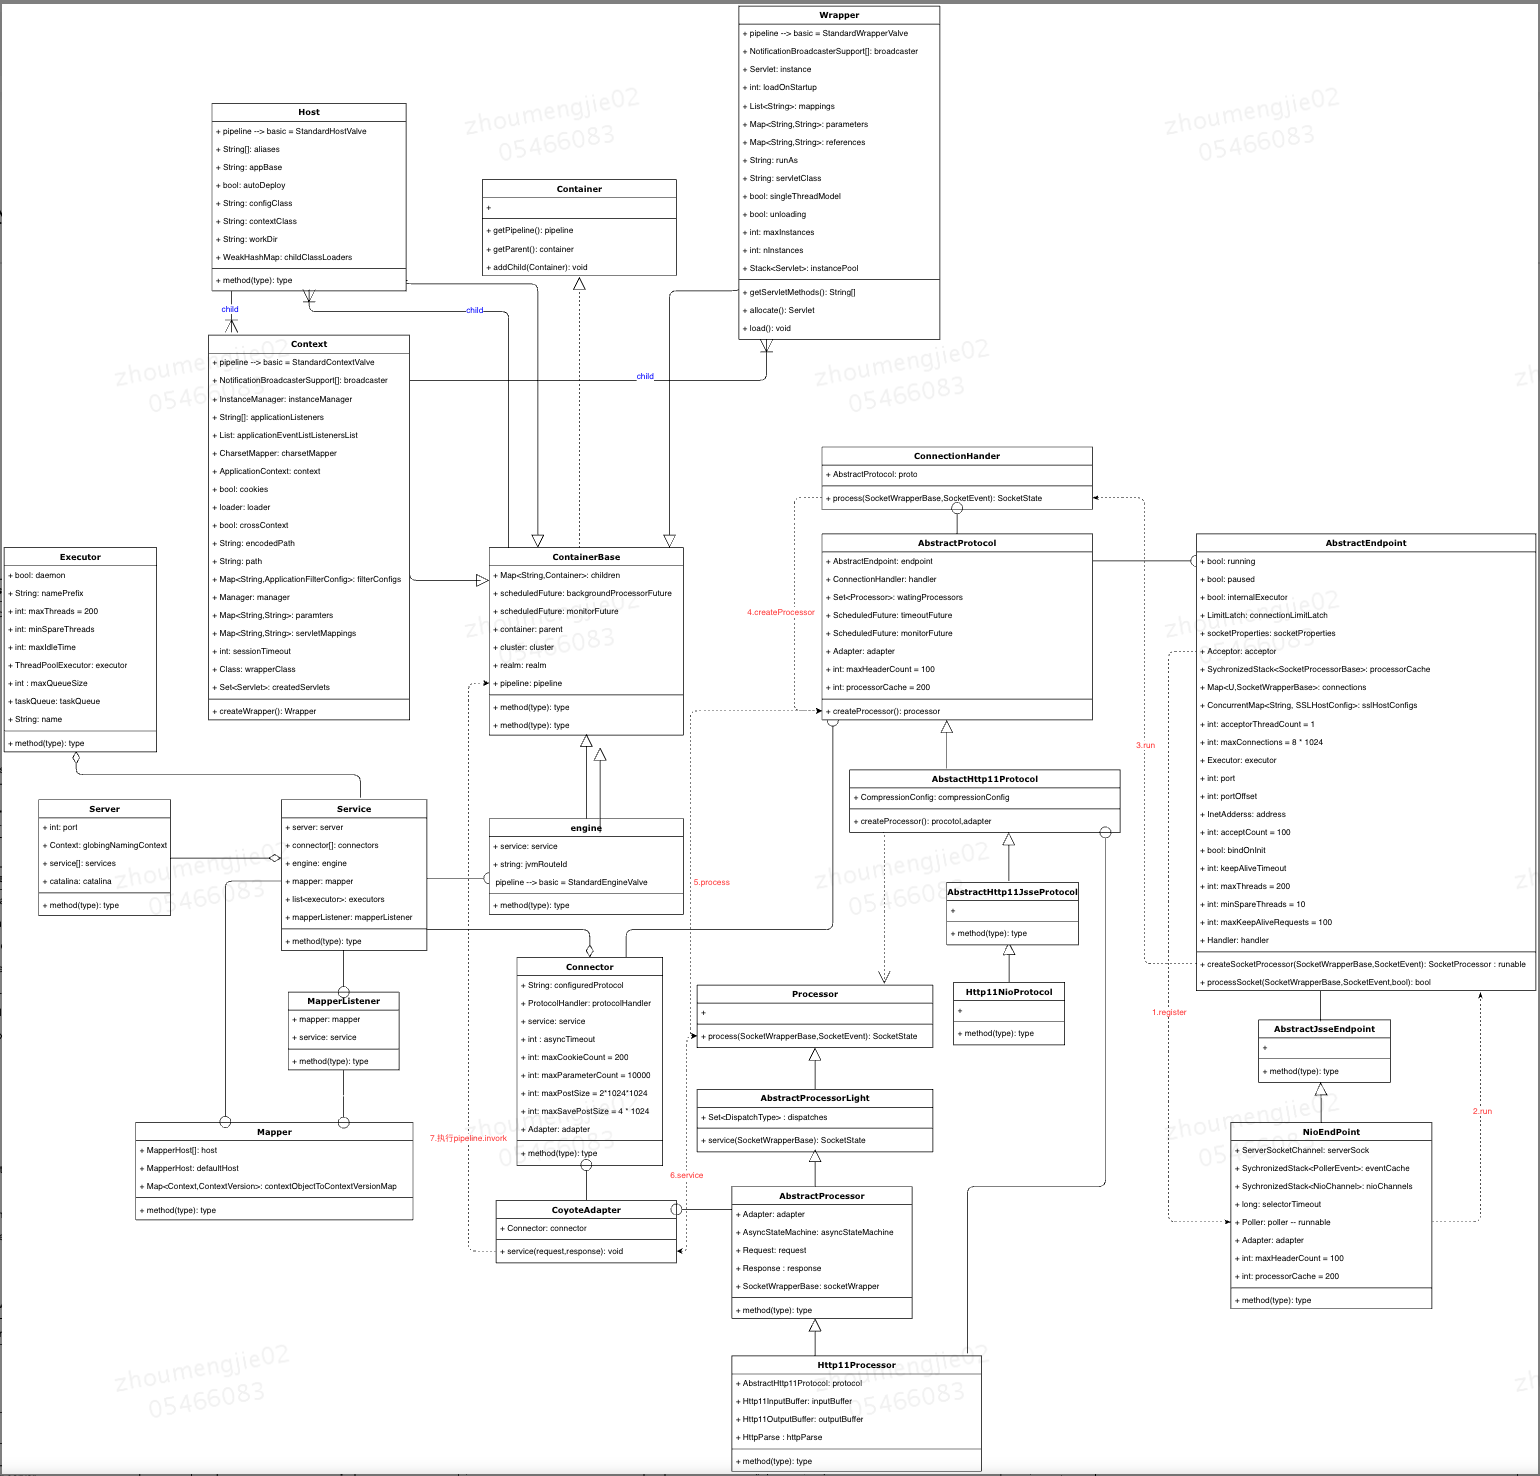 Wrapper
+ pipeline --> basic = StandardWrapperValve
+ NotificationBroadcasterSupport[]: broadcaster
+ Servlet: instance
+ int: loadOnStartup
+ List<String>: mappings
+ Map<String,String>: parameters
+ Map<String,String>: references
+ String: runAs
+ String: servletClass
+ bool: singleThreadModel
+ bool: unloading
+ int: maxInstances
+ int: nInstances
+ Stack<Servlet>: instancePool
+ getServletMethods(): String[]
+ allocate(): Servlet
+ load(): void
Host
+ pipeline --> basic = StandardHostValve
+ String[]: aliases
+ String: appBase
+ bool: autoDeploy
+ String: configClass
+ String: contextClass
+ String: workDir
+ WeakHashMap: childClassLoaders
+ method(type): type
Container
+
+ getPipeline(): pipeline
+ getParent(): container
+ addChild(Container): void
child
child
child
Context
+ pipeline --> basic = StandardContextValve
+ NotificationBroadcasterSupport[]: broadcaster
+ InstanceManager: instanceManager
+ String[]: applicationListeners
+ List: applicationEventListListenersList
+ CharsetMapper: charsetMapper
+ ApplicationContext: context
+ bool: cookies
+ loader: loader
+ bool: crossContext
+ String: encodedPath
+ String: path
+ Map<String,ApplicationFilterConfig>: filterConfigs
+ Manager: manager
+ Map<String,String>: paramters
+ Map<String,String>: servletMappings
+ int: sessionTimeout
+ Class: wrapperClass
+ Set<Servlet>: createdServlets
+ createWrapper(): Wrapper
ConnectionHander
+ AbstractProtocol: proto
+ process(SocketWrapperBase,SocketEvent): SocketState
Executor
+ bool: daemon
+ String: namePrefix
+ int: maxThreads = 200
+ int: minSpareThreads
+ int: maxIdleTime
+ ThreadPoolExecutor: executor
+ int : maxQueueSize
+ taskQueue: taskQueue
+ String: name
+ method(type): type
ContainerBase
+ Map<String,Container>: children
+ scheduledFuture: backgroundProcessorFuture
+ scheduledFuture: monitorFuture
+ container: parent
+ cluster: cluster
+ realm: realm
+ pipeline: pipeline
+ method(type): type
+ method(type): type
AbstractProtocol
+ AbstractEndpoint: endpoint
+ ConnectionHandler: handler
+ Set<Processor>: watingProcessors
+ ScheduledFuture: timeoutFuture
+ ScheduledFuture: monitorFuture
+ Adapter: adapter
+ int: maxHeaderCount = 100
+ int: processorCache = 200
+ createProcessor(): processor
4.createProcessor
AbstractEndpoint
+ bool: running
+ bool: paused
+ bool: internalExecutor
+ LimitLatch: connectionLimitLatch
+ socketProperties: socketProperties
+ Acceptor: acceptor
+ SychronizedStack<SocketProcessorBase>: processorCache
+ Map<U,SocketWrapperBase>: connections
+ ConcurrentMap<String, SSLHostConfig>: sslHostConfigs
+ int: acceptorThreadCount = 1
+ int: maxConnections = 8 * 1024
+ Executor: executor
+ int: port
+ int: portOffset
+ InetAdderss: address
+ int: acceptCount = 100
+ bool: bindOnInit
+ int: keepAliveTimeout
+ int: maxThreads = 200
+ int: minSpareThreads = 10
+ int: maxKeepAliveRequests = 100
+ Handler: handler
+ createSocketProcessor(SocketWrapperBase,SocketEvent): SocketProcessor : runable
+ processSocket(SocketWrapperBase,SocketEvent,bool): bool
3.run
AbstactHttp11Protocol
+ CompressionConfig: compressionConfig
+ createProcessor(): procotol,adapter
Server
+ int: port
+ Context: globingNamingContext
+ service[]: services
+ catalina: catalina
+ method(type): type
Service
+ server: server
+ connector[]: connectors
+ engine: engine
+ mapper: mapper
+ list<executor>: executors
+ mapperListener: mapperListener
+ method(type): type
engine
+ service: service
+ string: jvmRouteId
pipeline --> basic = StandardEngineValve
+ method(type): type
5.process
AbstractHttp11JsseProtocol
+
+ method(type): type
Http11NioProtocol
+
+ method(type): type
Connector
+ String: configuredProtocol
+ ProtocolHandler: protocolHandler
+ service: service
+ int : asyncTimeout
+ int: maxCookieCount = 200
+ int: maxParameterCount = 10000
+ int: maxPostSize = 2*1024*1024
+ int: maxSavePostSize = 4 * 1024
+ Adapter: adapter
+ method(type): type
Processor
+
+ process(SocketWrapperBase,SocketEvent): SocketState
MapperListener
+ mapper: mapper
+ service: service
+ method(type): type
1.register
AbstractJsseEndpoint
+
+ method(type): type
AbstractProcessorLight
+ Set<DispatchType> : dispatches
+ service(SocketWrapperBase): SocketState
2.run
Mapper
+ MapperHost[]: host
+ MapperHost: defaultHost
+ Map<Context,ContextVersion>: contextObjectToContextVersionMap
+ method(type): type
7.执行pipeline.invork
6.service
NioEndPoint
+ ServerSocketChannel: serverSock
+ SychronizedStack<PollerEvent>: eventCache
+ SychronizedStack<NioChannel>: nioChannels
+ long: selectorTimeout
+ Poller: poller -- runnable
+ Adapter: adapter
+ int: maxHeaderCount = 100
+ int: processorCache = 200
+ method(type): type
CoyoteAdapter
+ Connector: connector
+ service(request,response): void
AbstractProcessor
+ Adapter: adapter
+ AsyncStateMachine: asyncStateMachine
+ Request: request
+ Response : response
+ SocketWrapperBase: socketWrapper
+ method(type): type
Http11Processor
+ AbstractHttp11Protocol: protocol
+ Http11InputBuffer: inputBuffer
+ Http11OutputBuffer: outputBuffer
+ HttpParse : httpParse
+ method(type): type
zhoumengjie02
05466083
zhoumengjie02
05466083
zhoumengjie02
05466083
zhoumengjie02
05466083
zhoumengjie02
05466083
zhoumengjie02
05466083
zhoumengjie02
05466083
zhoumengjie02
05466083
zhoumengjie02
05466083
zhoumengjie02
05466083
zhoumengjie02
05466083
zhoumengjie02
05466083